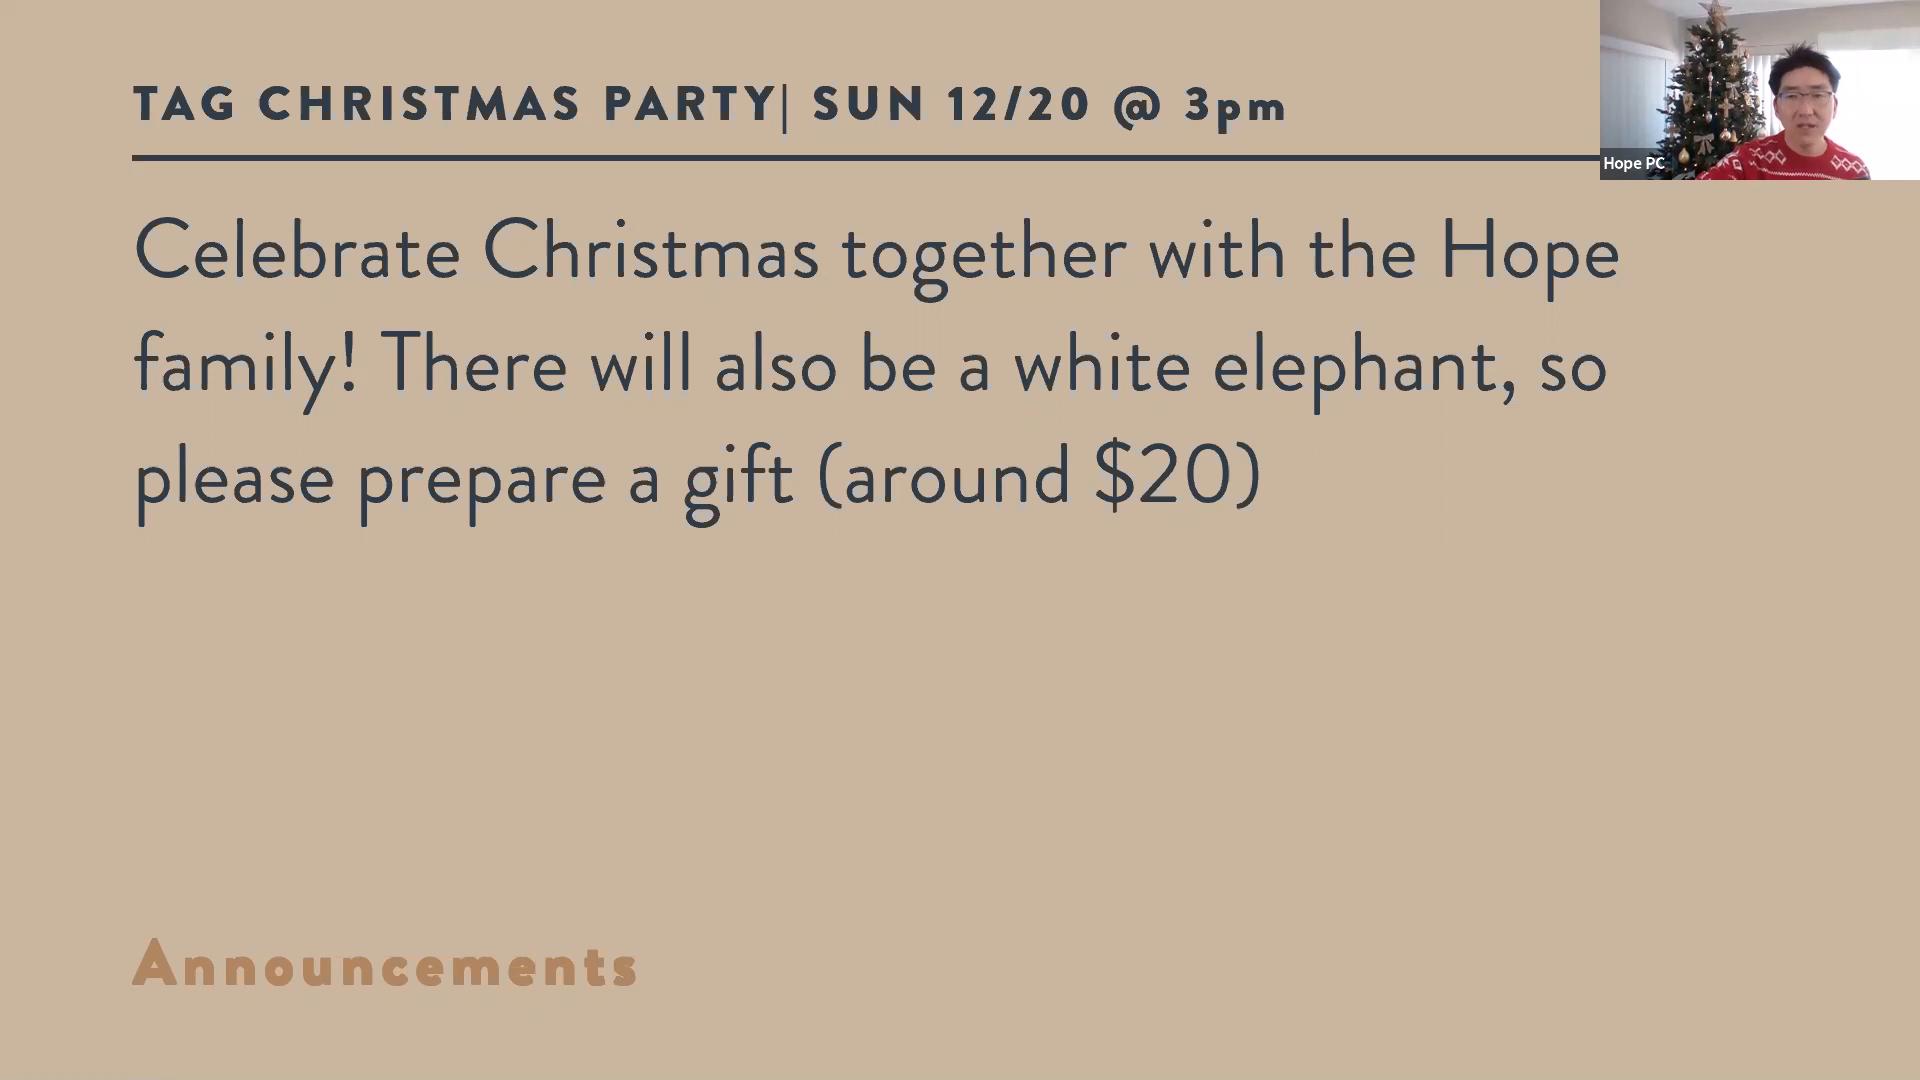 TAG CHRISTMAS PARTY| SUN 12/20 @ 3pm
Hope PC
Celebrate Christmas together with the Hope
family! There will also be a white elephant, so
please prepare a gift (around $20)
Announcements